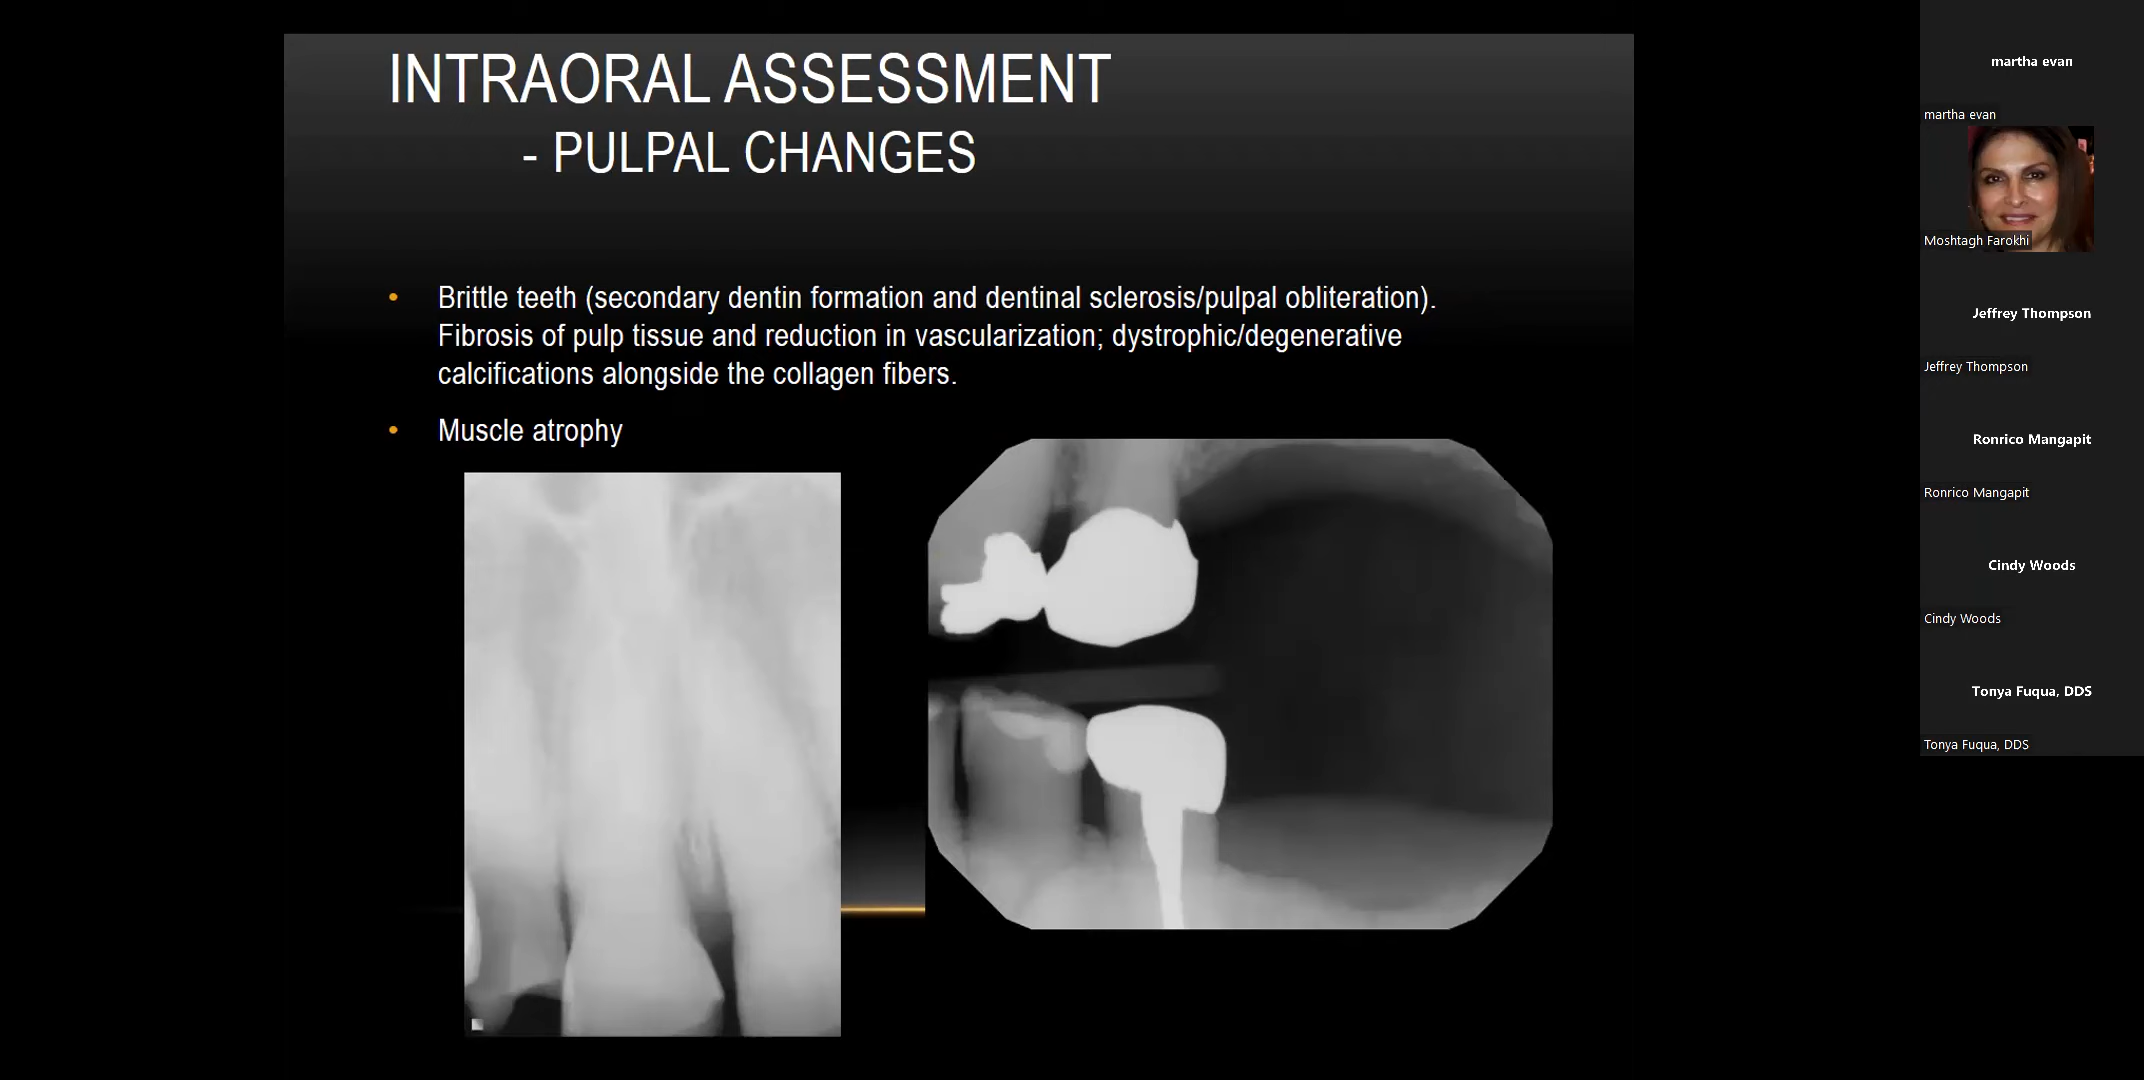 INTRAORAL ASSESSMENT
- PULPAL CHANGES
• Brittle teeth (secondary dentin formation and dentinal sclerosis/pulpal obliteration).
Fibrosis of pulp tissue and reduction in vascularization; dystrophic/degenerative
calcifications alongside the collagen fibers.
• Muscle atrophy
martha evan
martha evan
Moshtagh Farokhi
Jeffrey Thompson
Jeffrey Thompson
Ronrico Mangapit
Ronrico Mangapit
Cindy Woods
Cindy Woods
Tonya Fuqua, DDS
Tonya Fuqua, DDS